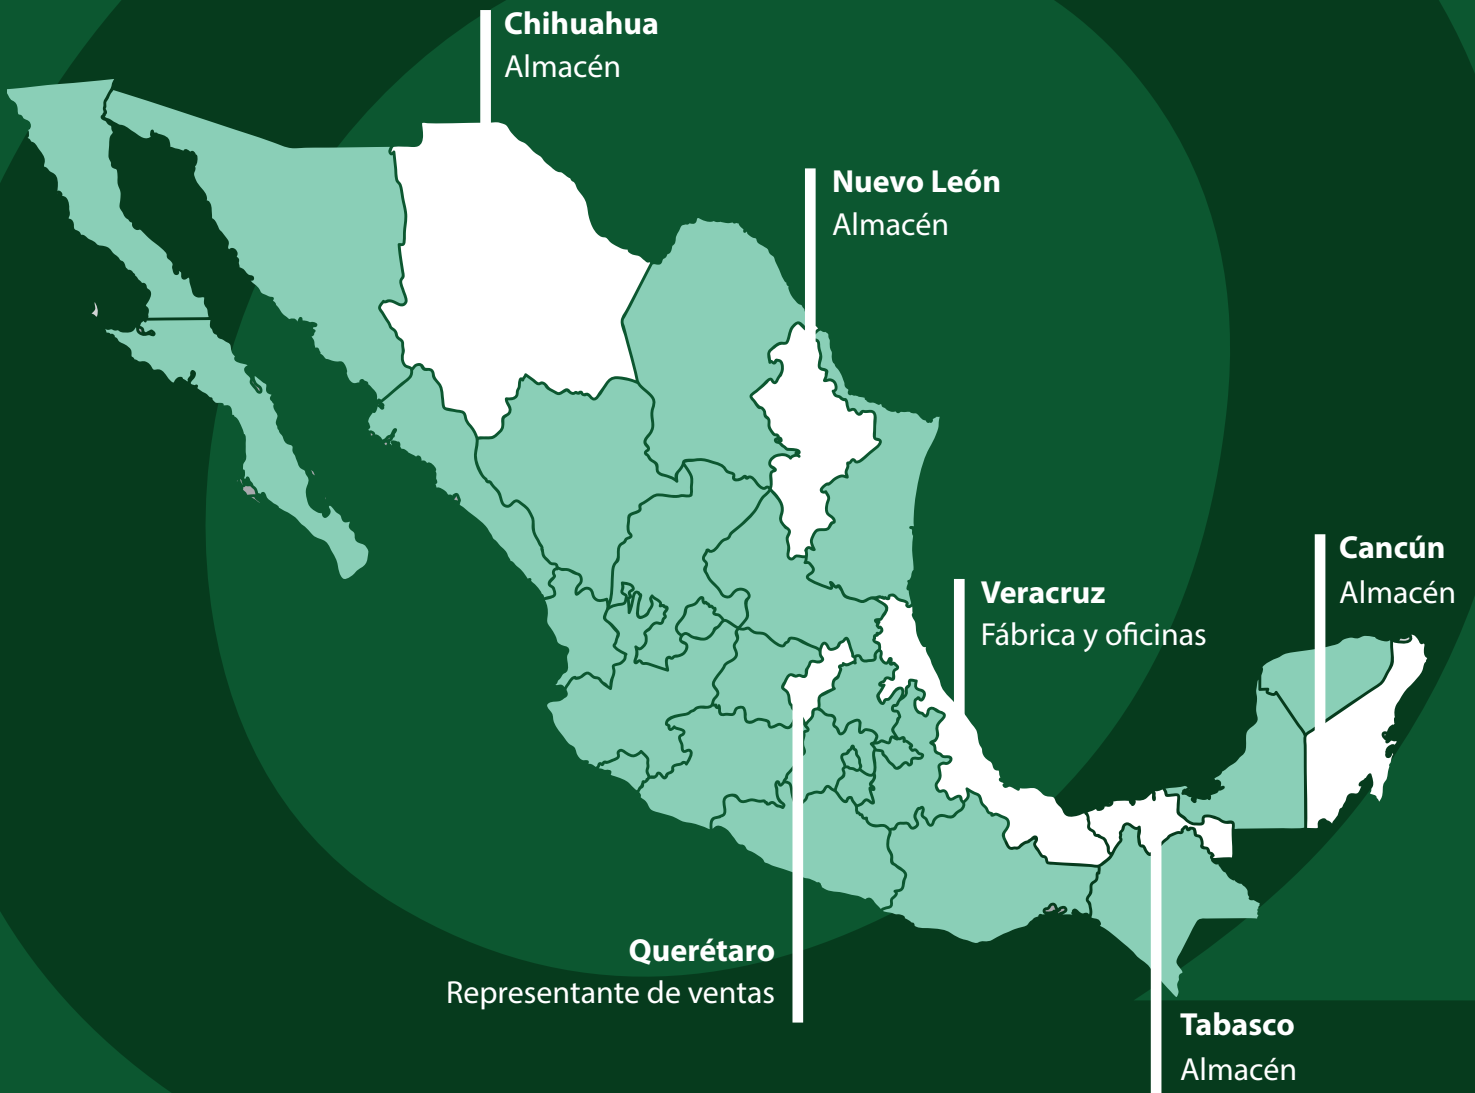 Chihuahua
Almacén
Nuevo León
Almacén
Cancún
Almacén
Veracruz
Fábrica y oficinas
Querétaro
Representante de ventas
Tabasco
Almacén